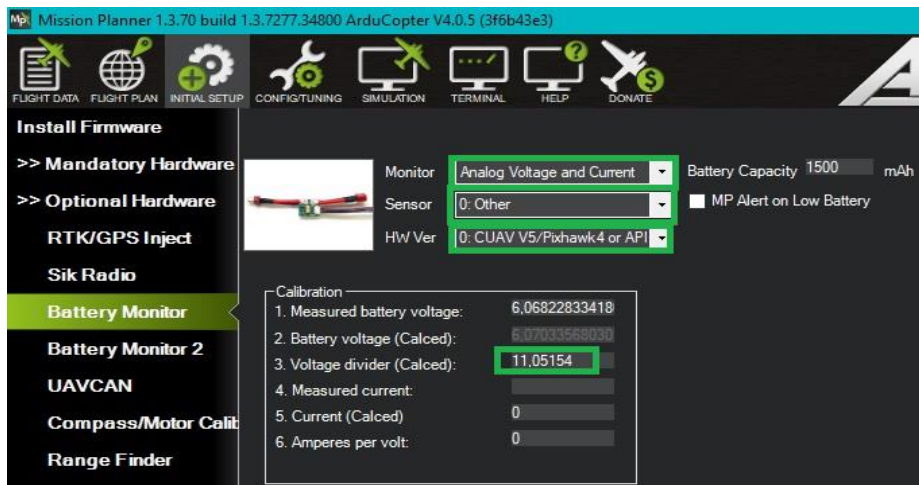 Mission Planner 1.3.70 build 1.3.7277.34800 ArduCopter V4.0.5 (3f6b43e3)
FLIGHT DATA FLIGHT PLAN INITIAL SETUP CONFIG/TUNING SIMULATION TERMINAL HELP DONATE
Install Firmware
>> Mandatory Hardware
>> Optional Hardware
RTK/GPS Inject
Sik Radio
Battery Monitor
Battery Monitor 2
UAVCAN
Compass/Motor Calib
Range Finder
Monitor Analog Voltage and Current Battery Capacity 1500 mAh
Sensor 0: Other MP Alert on Low Battery
HW Ver 0: CUAV V5/Pixhawk4 or API
Calibration
1. Measured battery voltage: 6,06822833418
2. Battery voltage (Calced): 6,07033568030
3. Voltage divider (Calced): 11,05154
4. Measured current:
5. Current (Calced) 0
6. Amperes per volt: 0